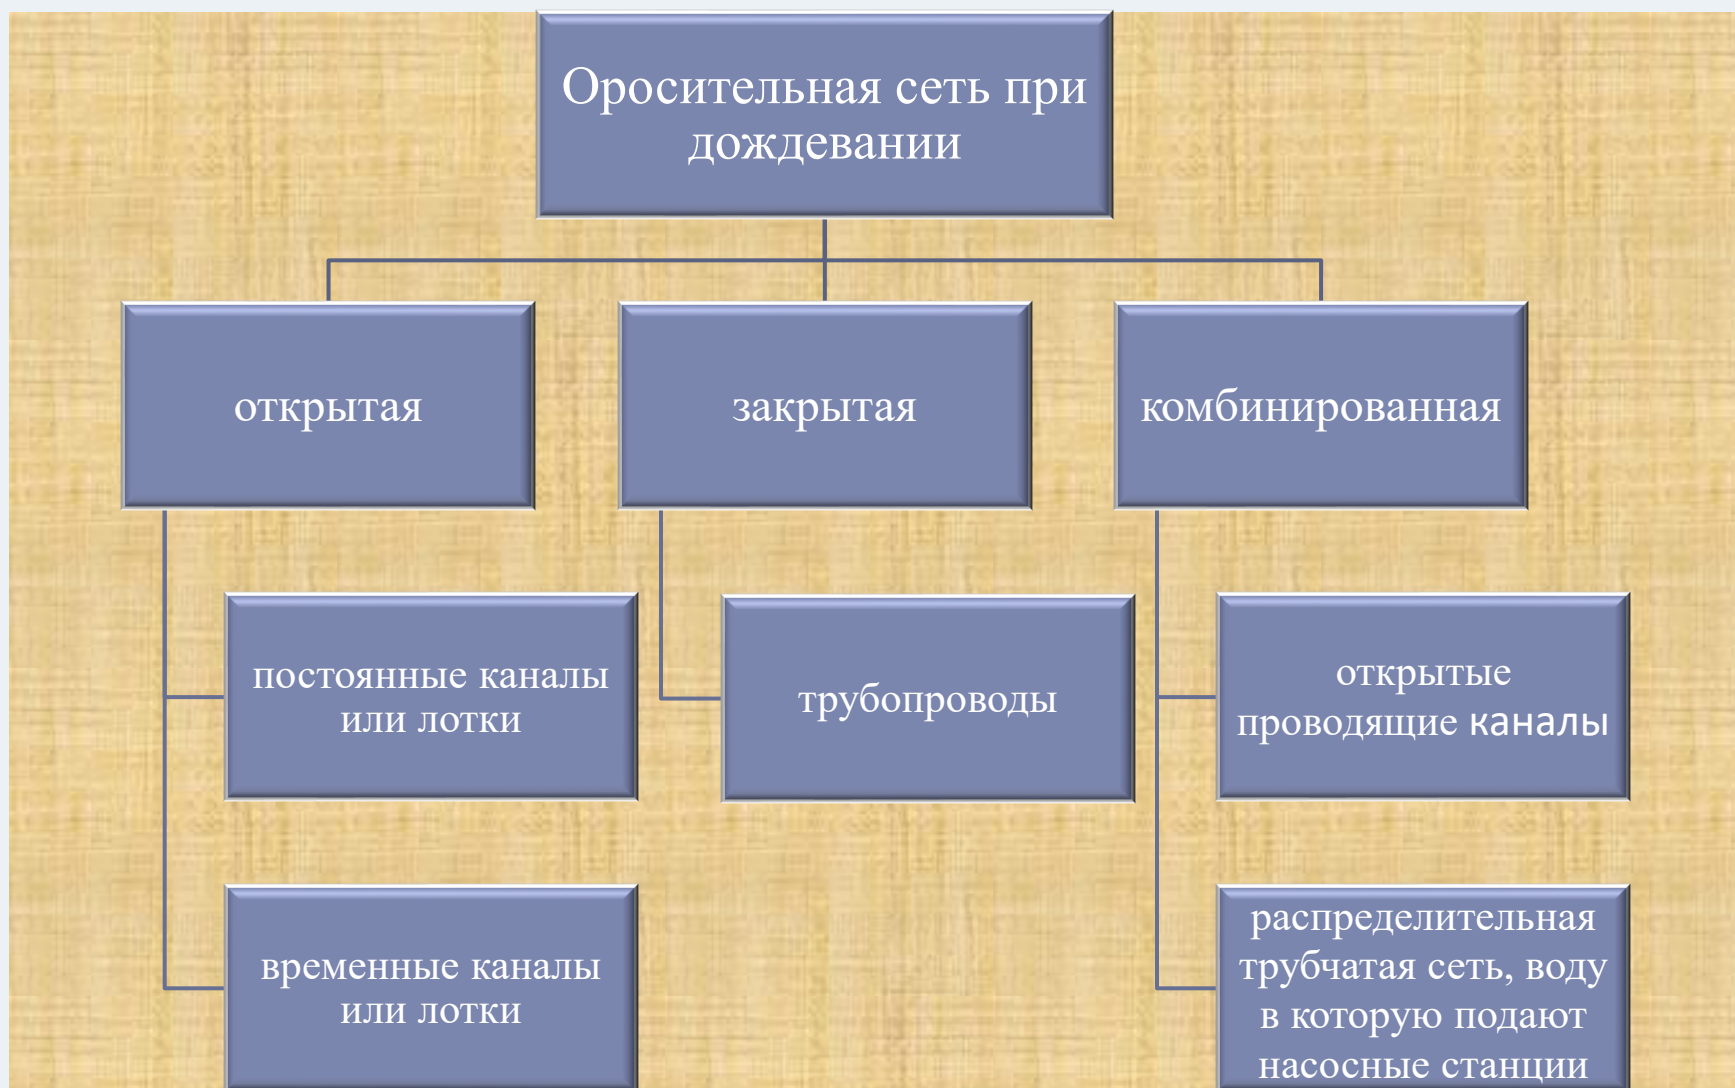 Оросительная сеть при
дождевании
открытая
закрытая
комбинированная
постоянные каналы
или лотки
трубопроводы
открытые
проводящие каналы
временные каналы
или лотки
распределительная
трубчатая сеть, воду
в которую подают
насосные станции